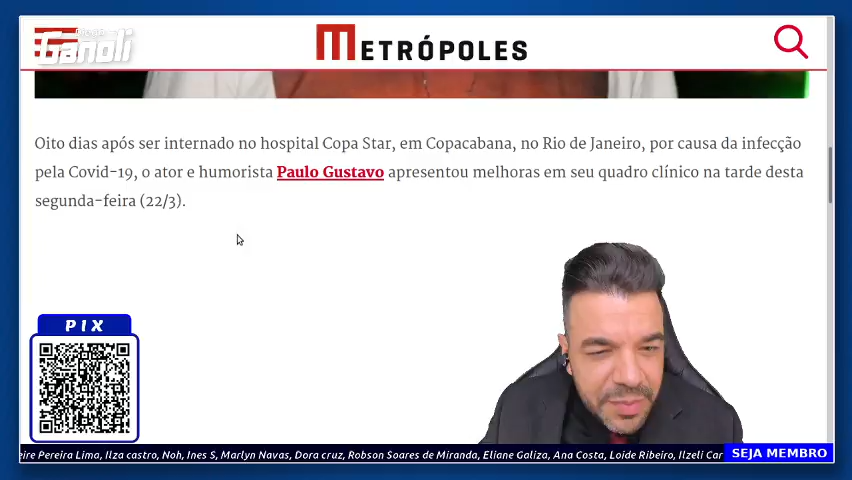 Ganoli
METRÓPOLES
Oito dias após ser internado no hospital Copa Star, em Copacabana, no Rio de Janeiro, por causa da infecção
pela Covid-19, o ator e humorista Paulo Gustavo apresentou melhoras em seu quadro clínico na tarde desta
segunda-feira (22/3).
PIX
eire Pereira Lima, Ilza castro, Noh, Ines S, Marlyn Navas, Dora cruz, Robson Soares de Miranda, Eliane Galiza, Ana Costa, Loide Ribeiro, Ilzeli Car
SEJA MEMBRO